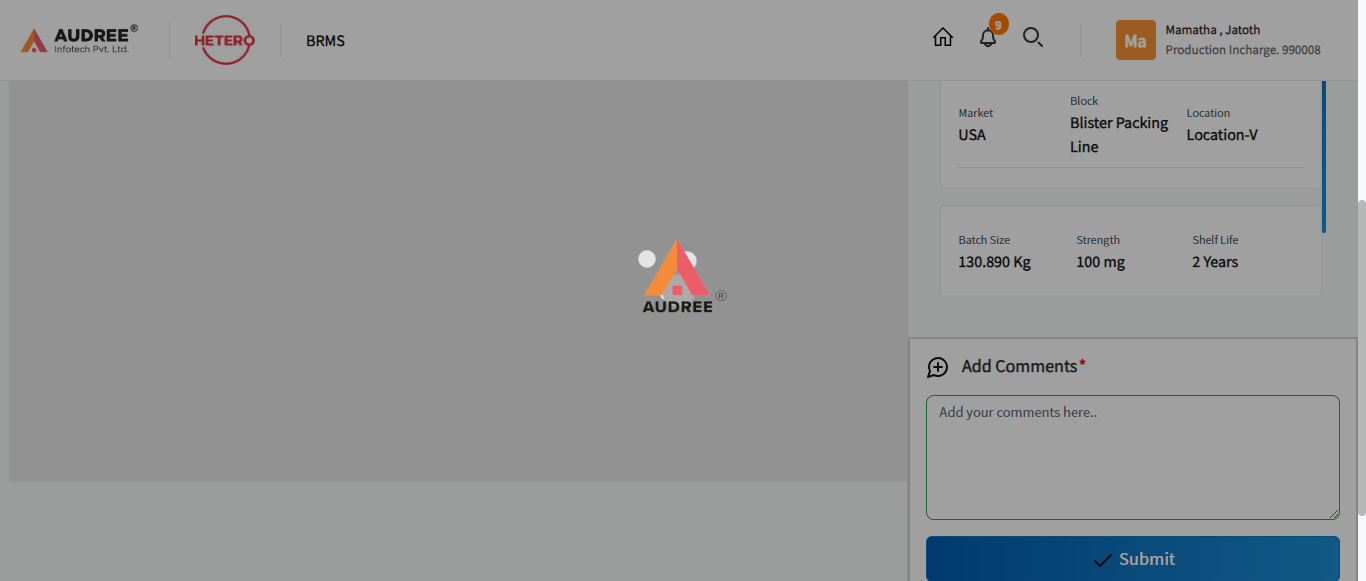 AUDREE®
Infotech Pvt. Ltd.
HETERO
BRMS
9
Ma
Mamatha , Jatoth
Production Incharge. 990008
Market
USA
Block
Blister Packing
Line
Location
Location-V
Batch Size
130.890 Kg
Strength
100 mg
Shelf Life
2 Years
AUDREE®
Add Comments*
Add your comments here..
Submit